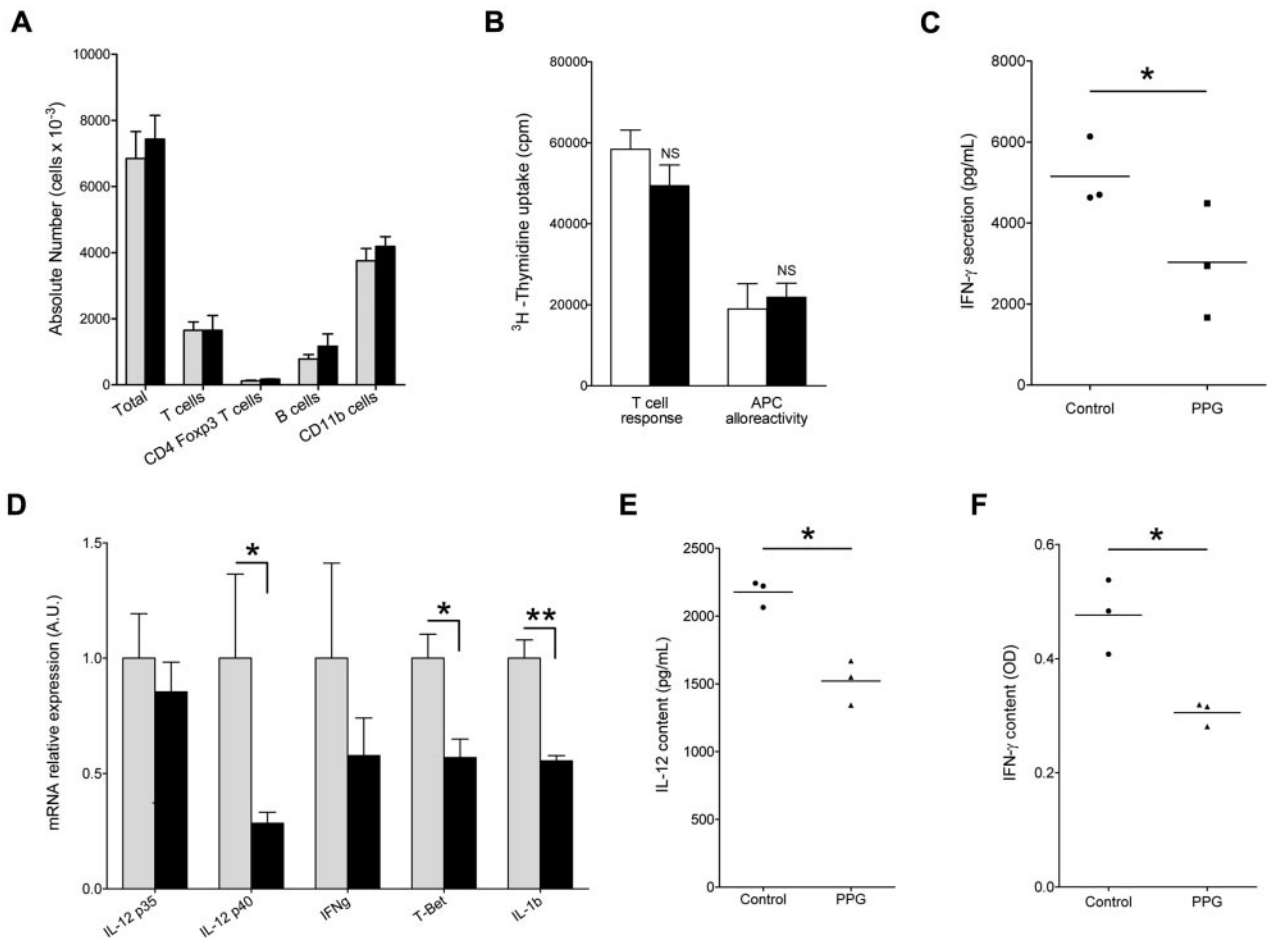 A
Absolute Number (cells x 10-3)
10000
8000
6000
4000
2000
0
Total
T cells
CD4 Foxp3 T cells
B cells
CD11b cells
B
3H -Thymidine uptake (cpm)
80000
60000
40000
20000
0
NS
NS
T cell
response
APC
alloreactivity
C
IFN-γ secretion (pg/mL)
8000
6000
4000
2000
0
*
Control
PPG
D
mRNA relative expression (A.U.)
1.5
1.0
0.5
0.0
*
*
**
IL-12 p35
IL-12 p40
IFNg
T-Bet
IL-1b
E
IL-12 content (pg/mL)
2500
2000
1500
1000
500
0
*
Control
PPG
F
IFN-γ content (OD)
0.6
0.4
0.2
0.0
*
Control
PPG